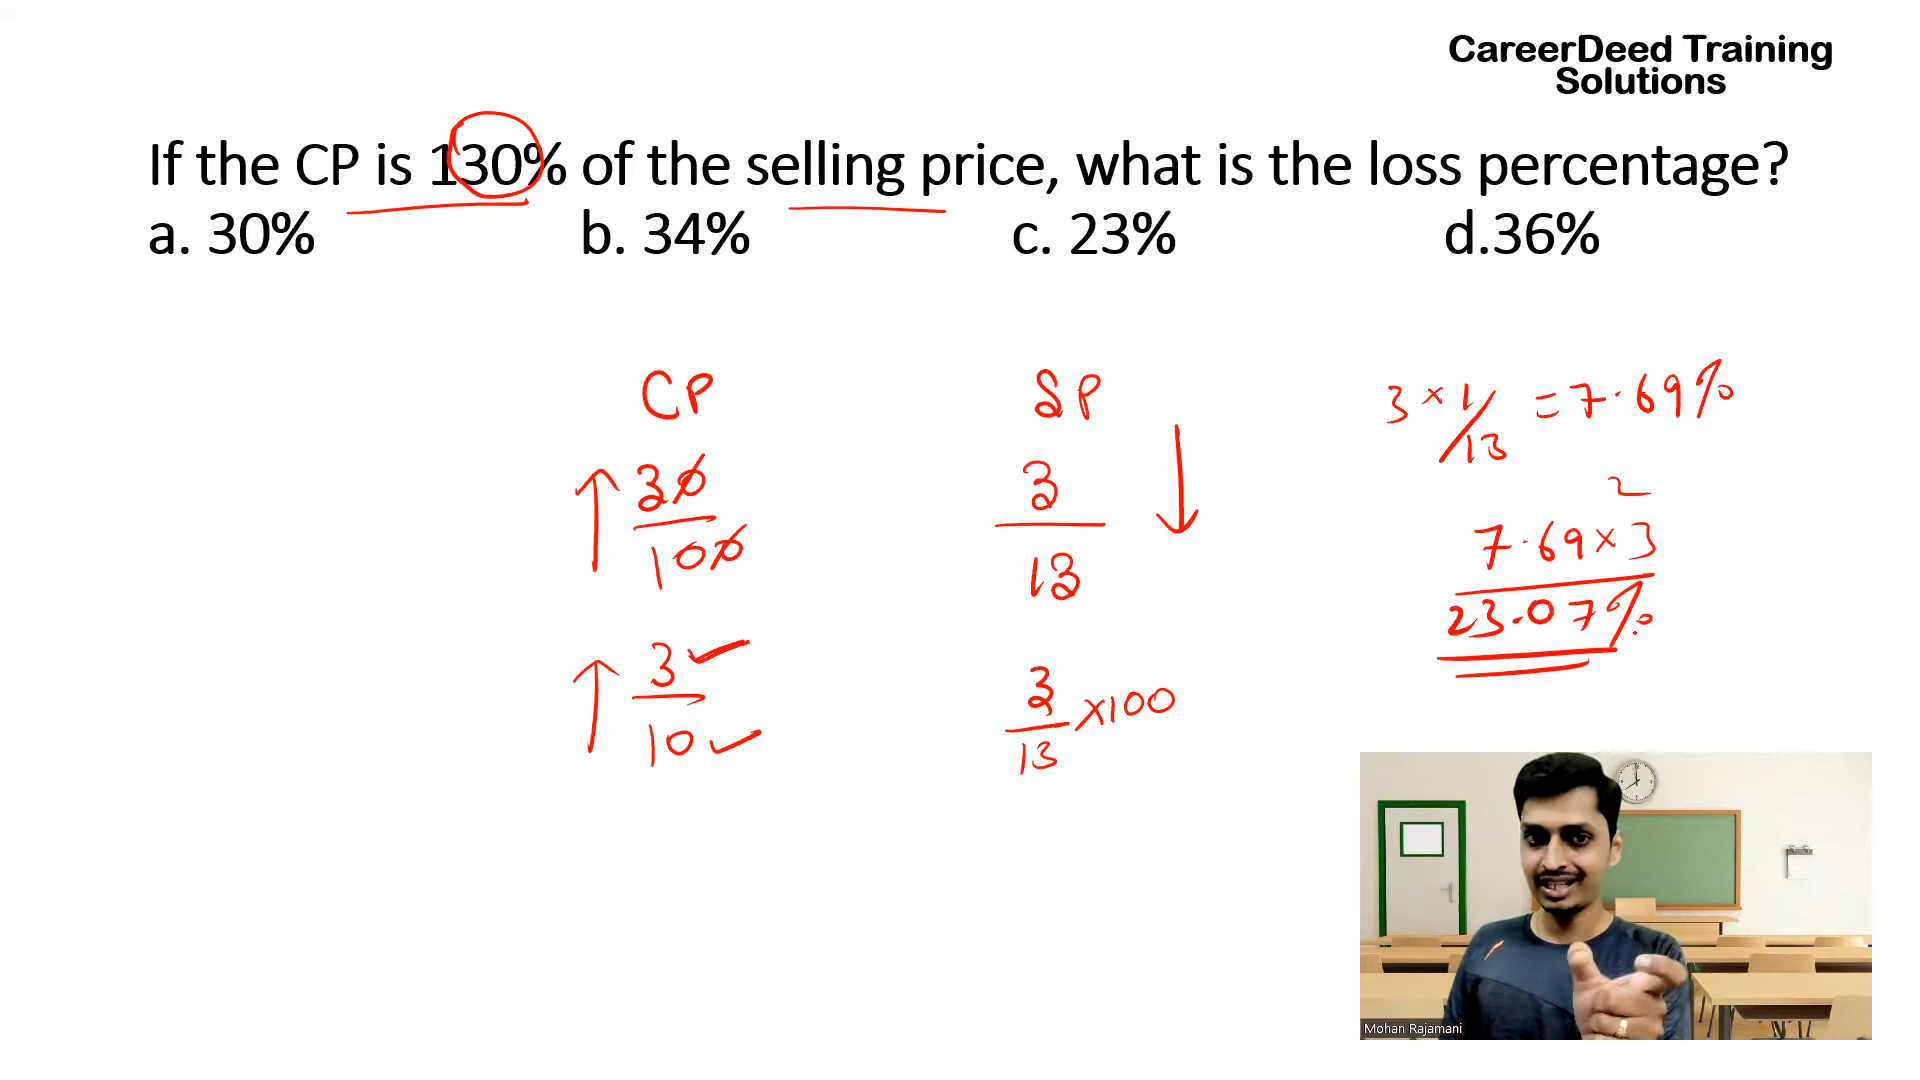 CareerDeed Training
Solutions
If the CP is 130% of the selling price, what is the loss percentage?
a. 30% b. 34% c. 23% d.36%
CP SP
30
100
3
13
3
10
3
13 ×100
3 × 1/13 = 7.69%
2
7.69 × 3
23.07%
Mohan Rajamani